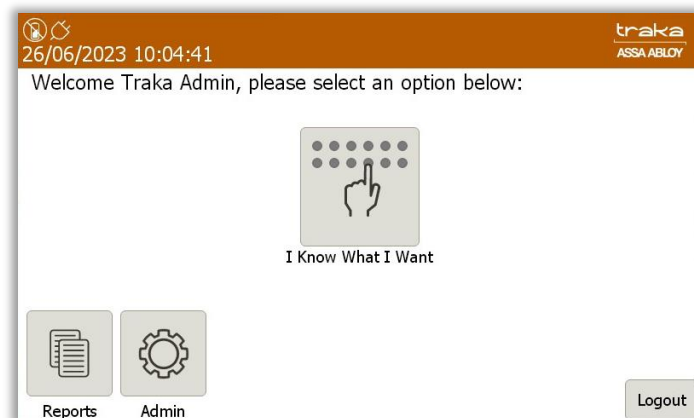 traka
26/06/2023 10:04:41
ASSA ABLOY
Welcome Traka Admin, please select an option below:
I Know What I Want
Reports
Admin
Logout